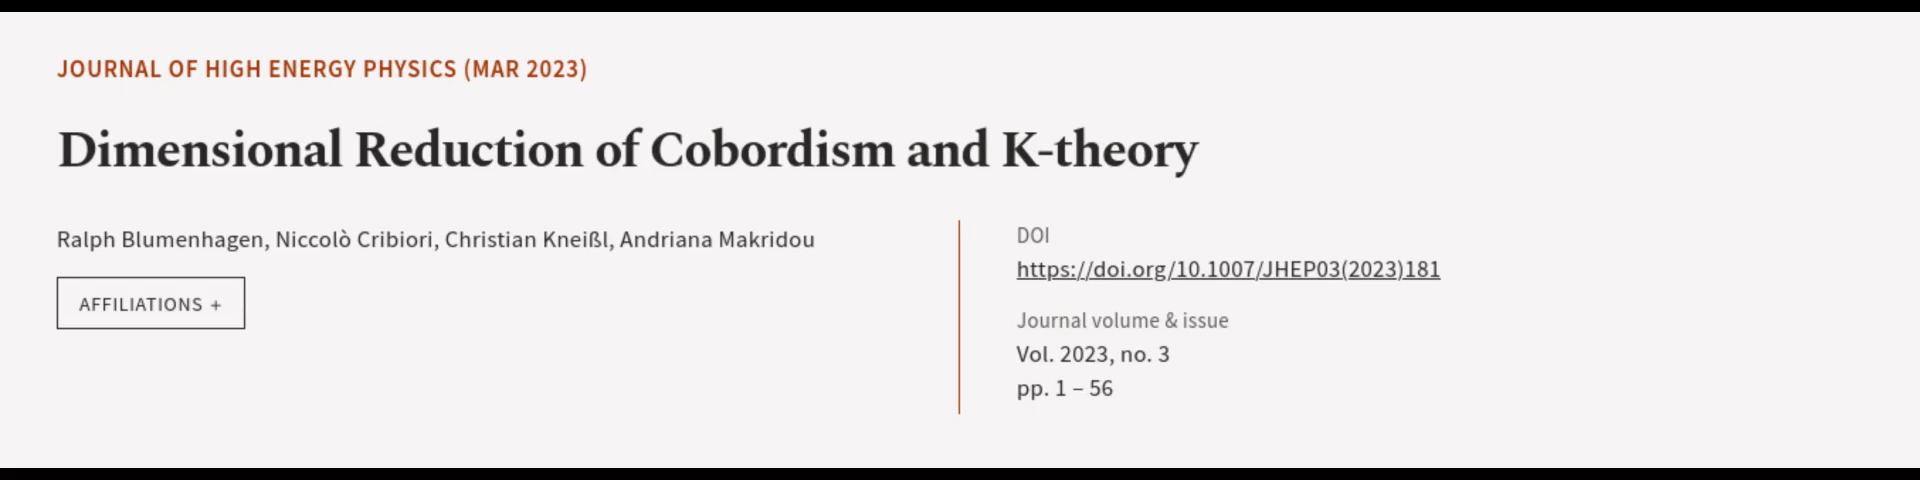 JOURNAL OF HIGH ENERGY PHYSICS (MAR 2023)
Dimensional Reduction of Cobordism and K-theory
Ralph Blumenhagen, Niccolò Cribiori, Christian Kneißl, Andriana Makridou
AFFILIATIONS +
DOI
https://doi.org/10.1007/JHEP03(2023)181
Journal volume & issue
Vol. 2023, no. 3
pp. 1 – 56